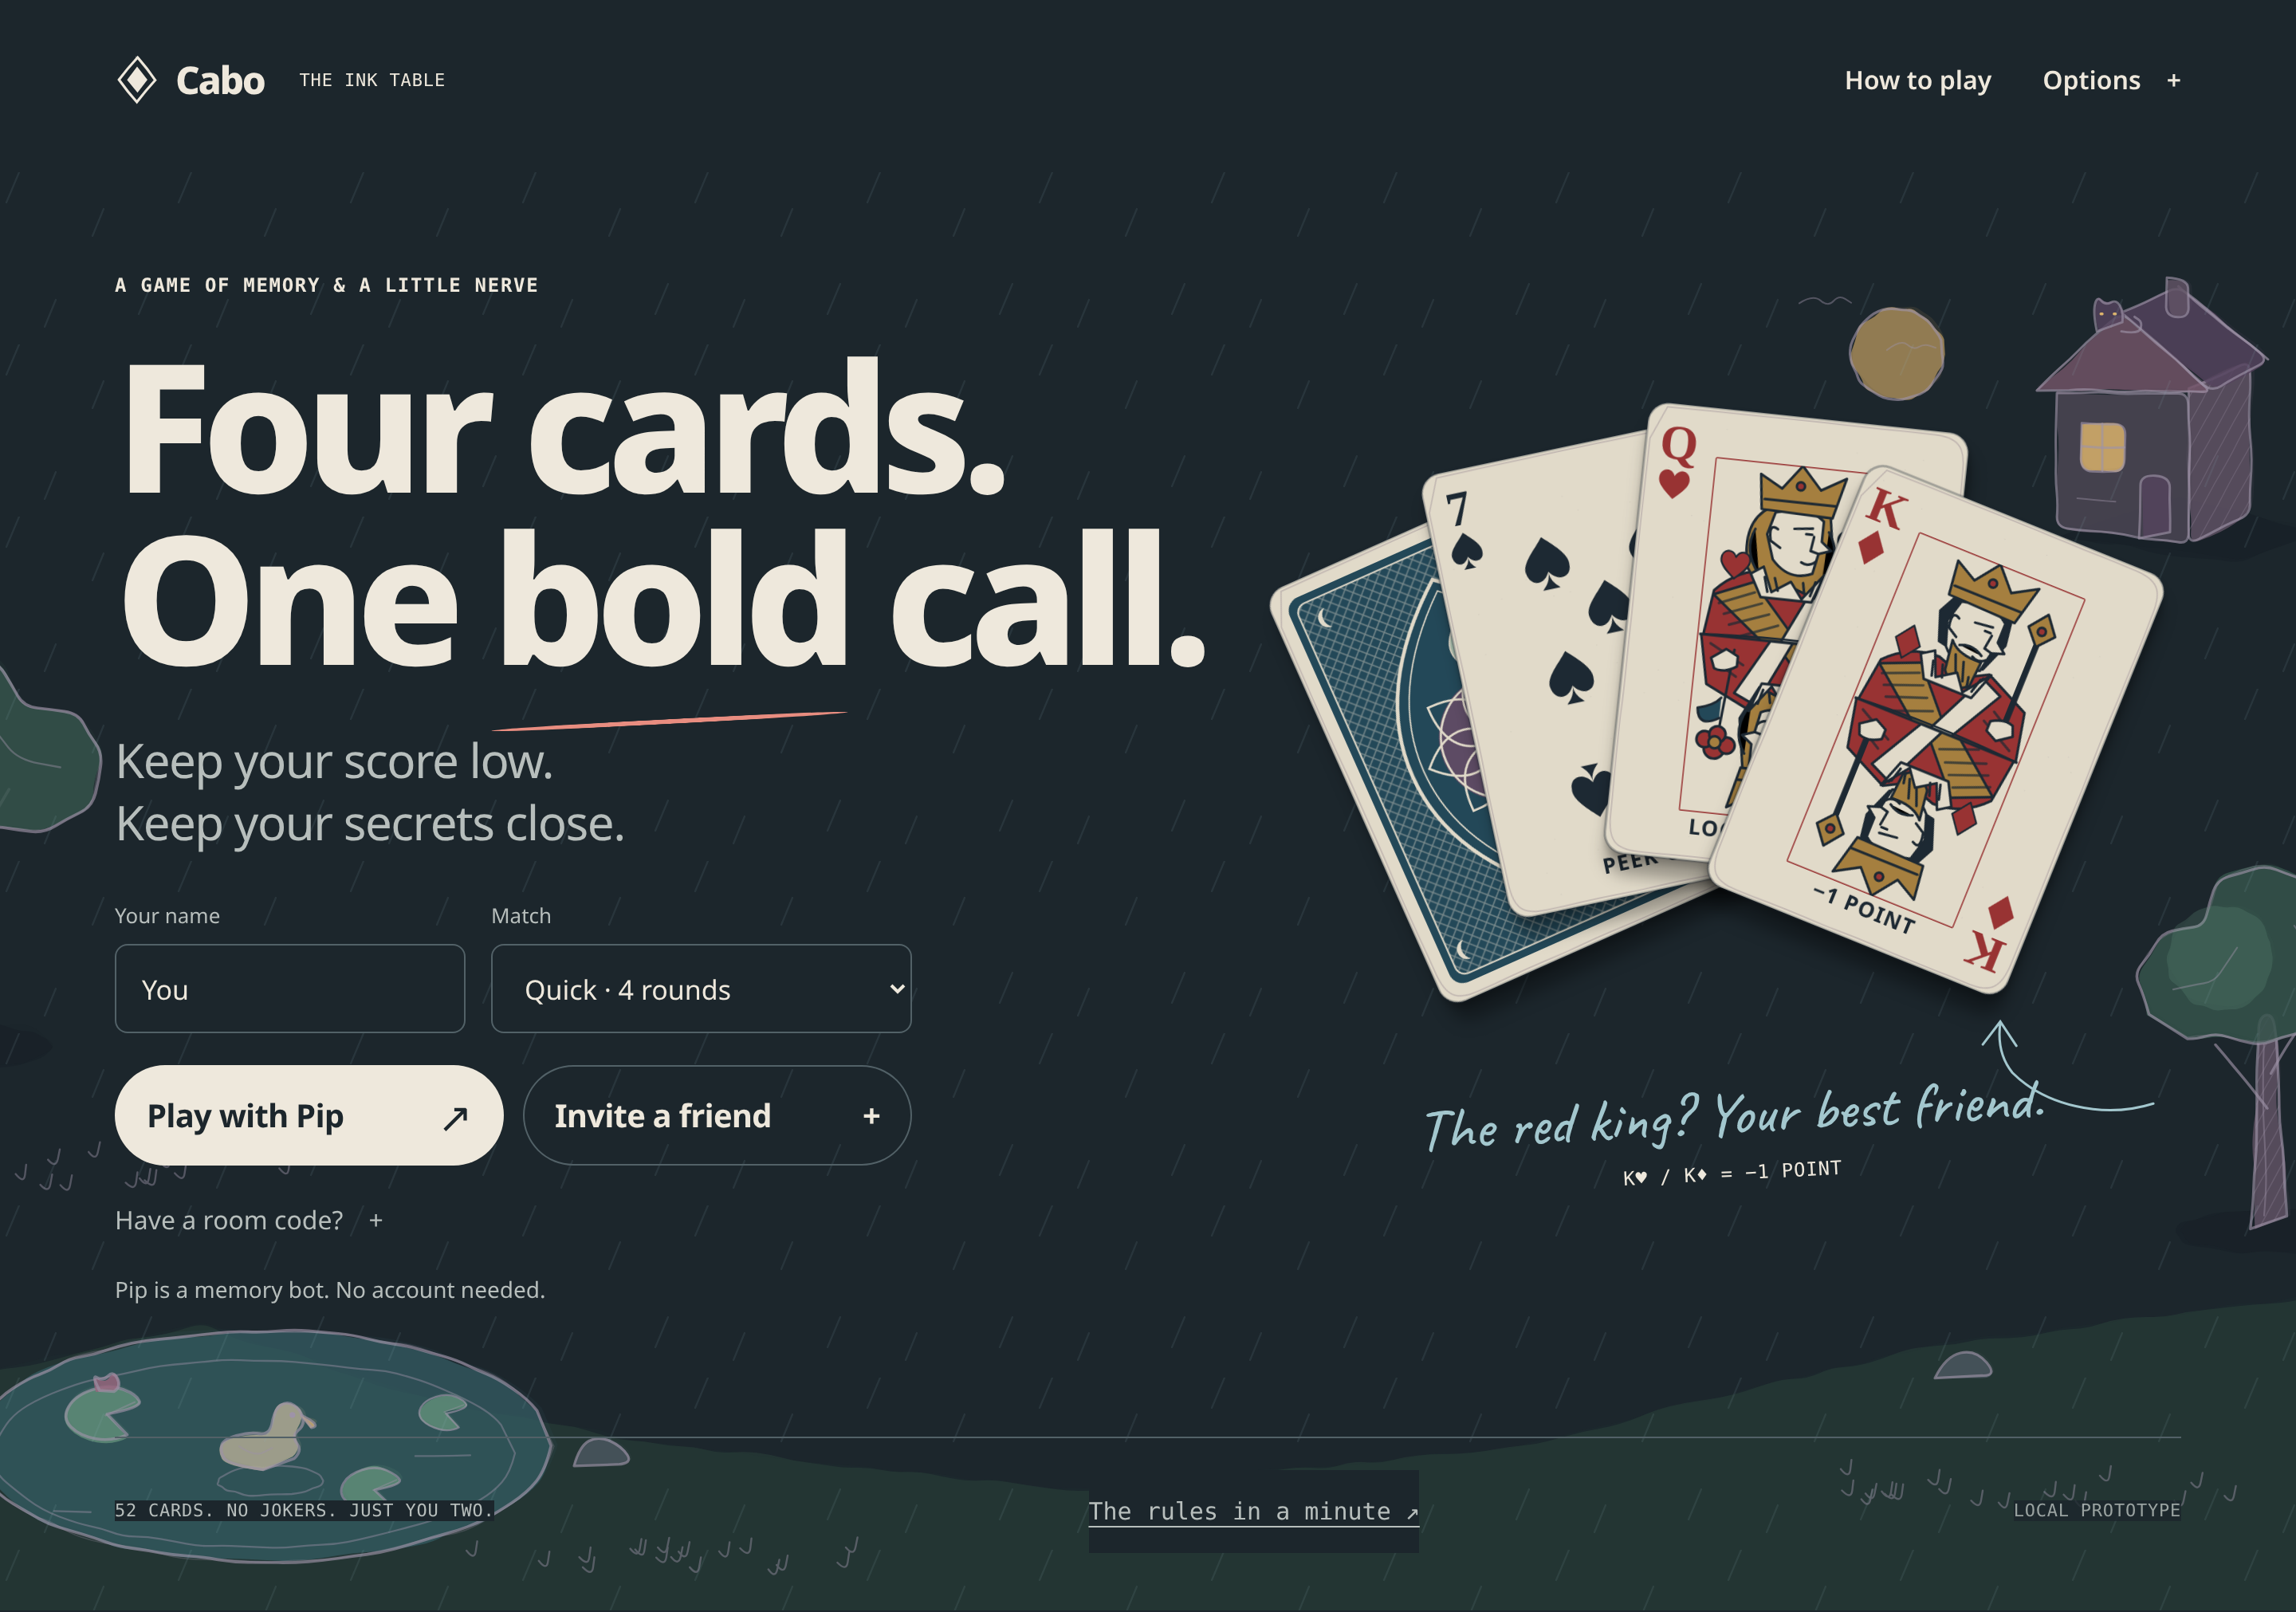 Cabo THE INK TABLE
How to play Options +
A GAME OF MEMORY & A LITTLE NERVE
Four cards.
One bold call.
Keep your score low.
Keep your secrets close.
Your name Match
You Quick · 4 rounds
Play with Pip ↗ Invite a friend +
Have a room code? +
Pip is a memory bot. No account needed.
7
Q
K
−1 POINT
K
The red king? Your best friend.
K♥ / K♦ = −1 POINT
52 CARDS. NO JOKERS. JUST YOU TWO.
The rules in a minute ↗
LOCAL PROTOTYPE